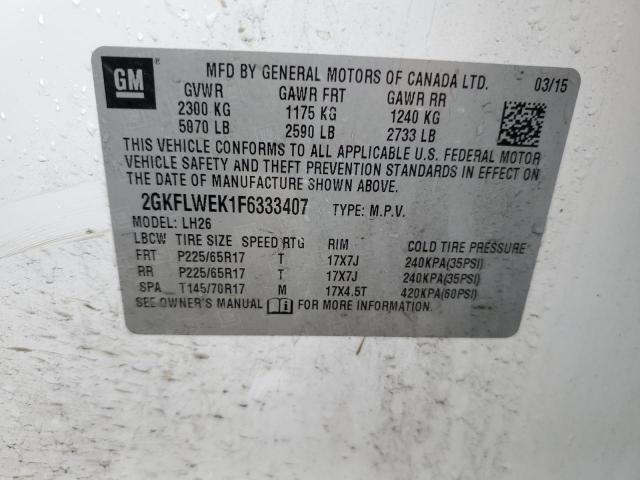 GM
MFD BY GENERAL MOTORS OF CANADA LTD. 03/15
GVWR GAWR FRT GAWR RR
2300 KG 1175 KG 1240 KG
5070 LB 2590 LB 2733 LB
THIS VEHICLE CONFORMS TO ALL APPLICABLE U.S. FEDERAL MOTOR
VEHICLE SAFETY AND THEFT PREVENTION STANDARDS IN EFFECT ON
THE DATE OF MANUFACTURE SHOWN ABOVE.
2GKFLWEK1F6333407 TYPE: M.P.V.
MODEL: LH26
LBCW TIRE SIZE SPEED RTG RIM COLD TIRE PRESSURE
FRT P225/65R17 T 17X7J 240KPA(35PSI)
RR P225/65R17 T 17X7J 240KPA(35PSI)
SPA T145/70R17 M 17X4.5T 420KPA(60PSI)
SEE OWNER'S MANUAL FOR MORE INFORMATION.